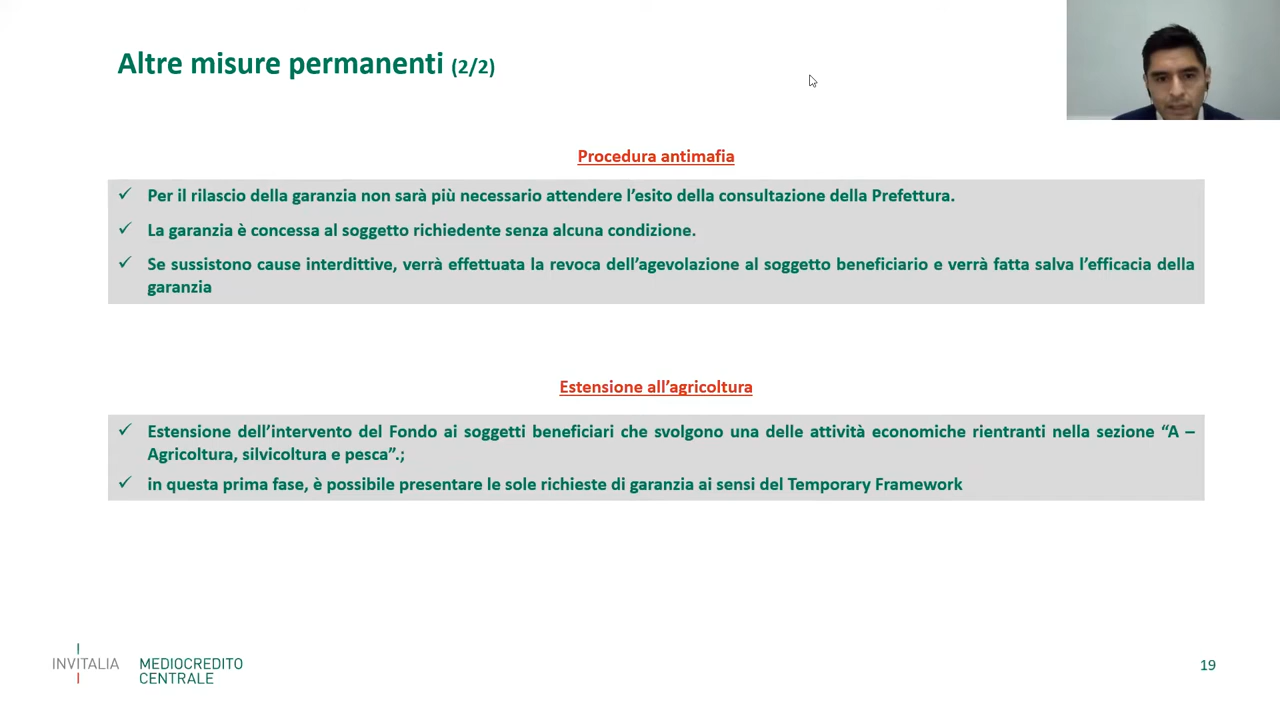 Altre misure permanenti (2/2)
Procedura antimafia
✓ Per il rilascio della garanzia non sarà più necessario attendere l’esito della consultazione della Prefettura.
✓ La garanzia è concessa al soggetto richiedente senza alcuna condizione.
✓ Se sussistono cause interdittive, verrà effettuata la revoca dell’agevolazione al soggetto beneficiario e verrà fatta salva l’efficacia della
garanzia
Estensione all’agricoltura
✓ Estensione dell’intervento del Fondo ai soggetti beneficiari che svolgono una delle attività economiche rientranti nella sezione “A –
Agricoltura, silvicoltura e pesca”.;
✓ in questa prima fase, è possibile presentare le sole richieste di garanzia ai sensi del Temporary Framework
INVITALIA
MEDIOCREDITO
CENTRALE
19